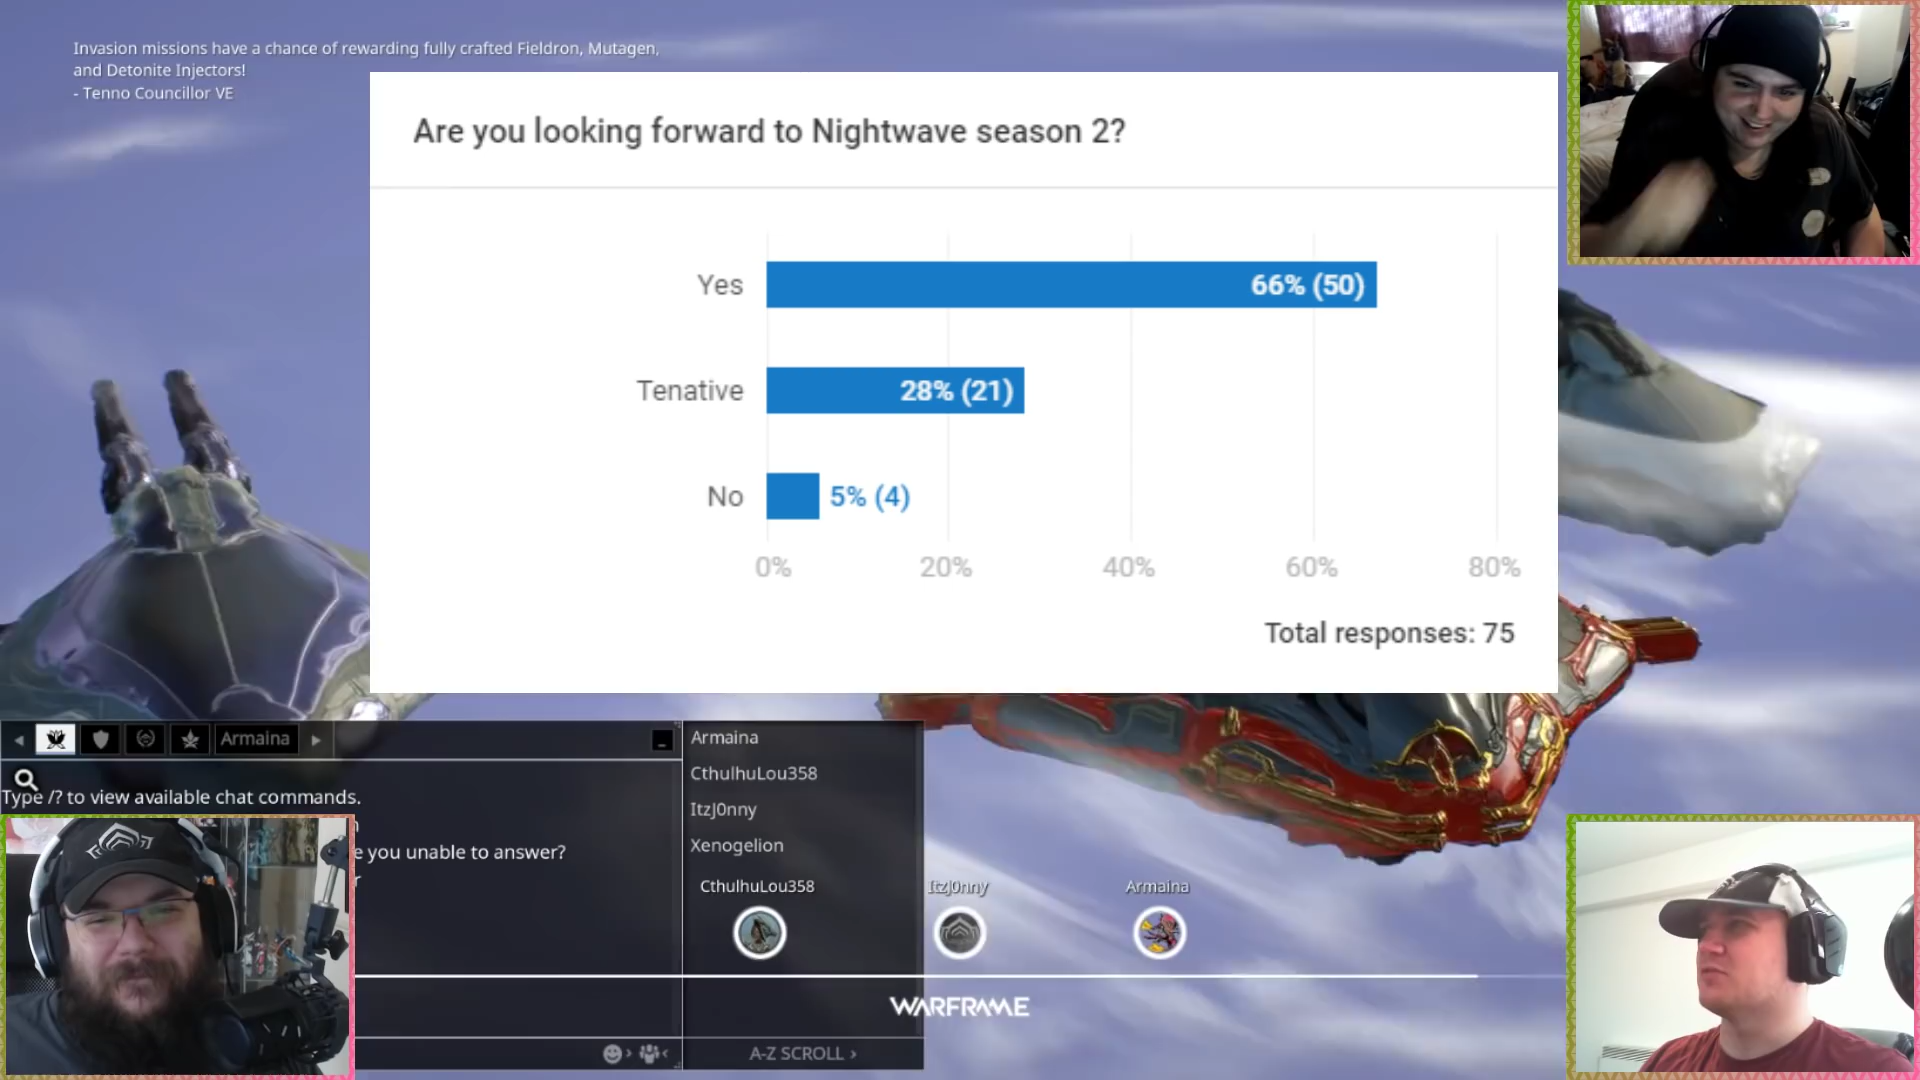 Invasion missions have a chance of rewarding fully crafted Fieldron, Mutagen,
and Detonite Injectors!
- Tenno Councillor VE
Are you looking forward to Nightwave season 2?
Yes
66% (50)
Tenative
28% (21)
No
5% (4)
0% 20% 40% 60% 80%
Total responses: 75
Armaina
Type /? to view available chat commands.
e you unable to answer?
r
Armaina
CthulhuLou358
ItzJ0nny
Xenogelion
CthulhuLou358
ItzJ0nny
Armaina
WARFRAME
A-Z SCROLL ›